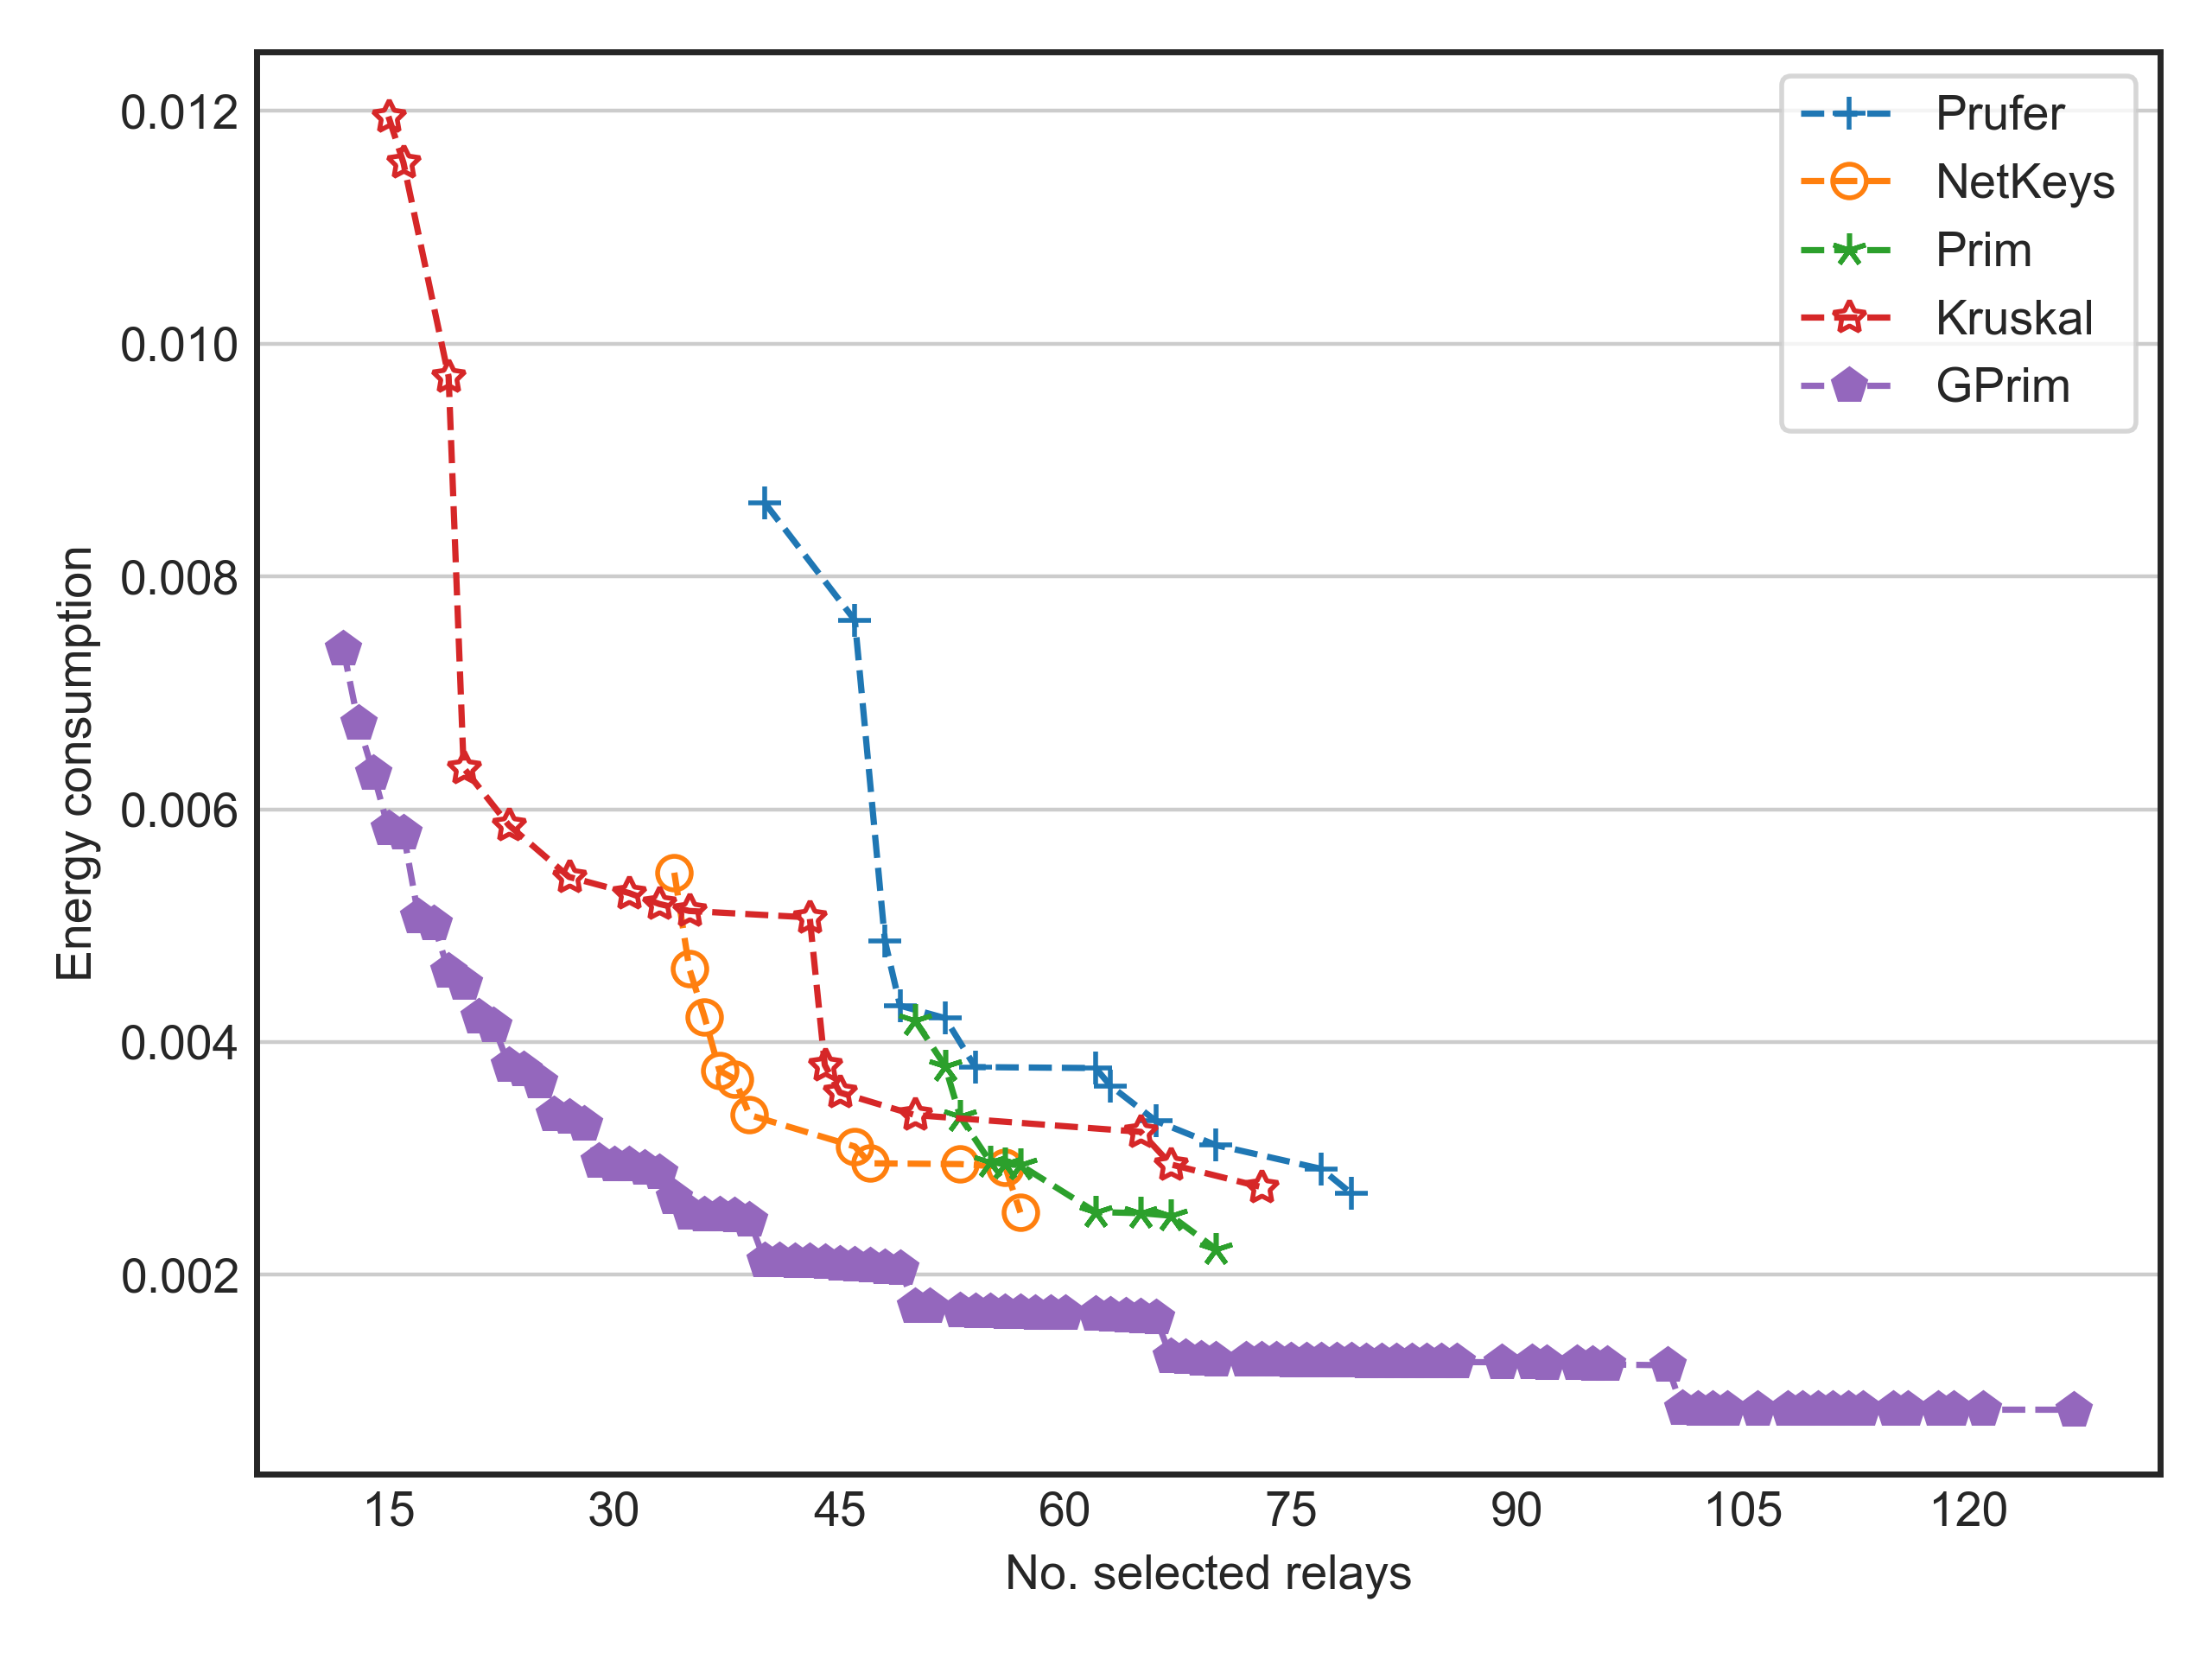 Energy consumption
0.012
0.010
0.008
0.006
0.004
0.002
Prufer
NetKeys
Prim
Kruskal
GPrim
15 30 45 60 75 90 105 120
No. selected relays